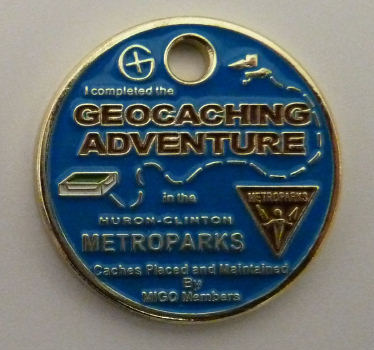 I completed the
GEOCACHING
ADVENTURE
in the
HURON-CLINTON
METROPARKS
METROPARKS
Caches Placed and Maintained
By
MIGO Members